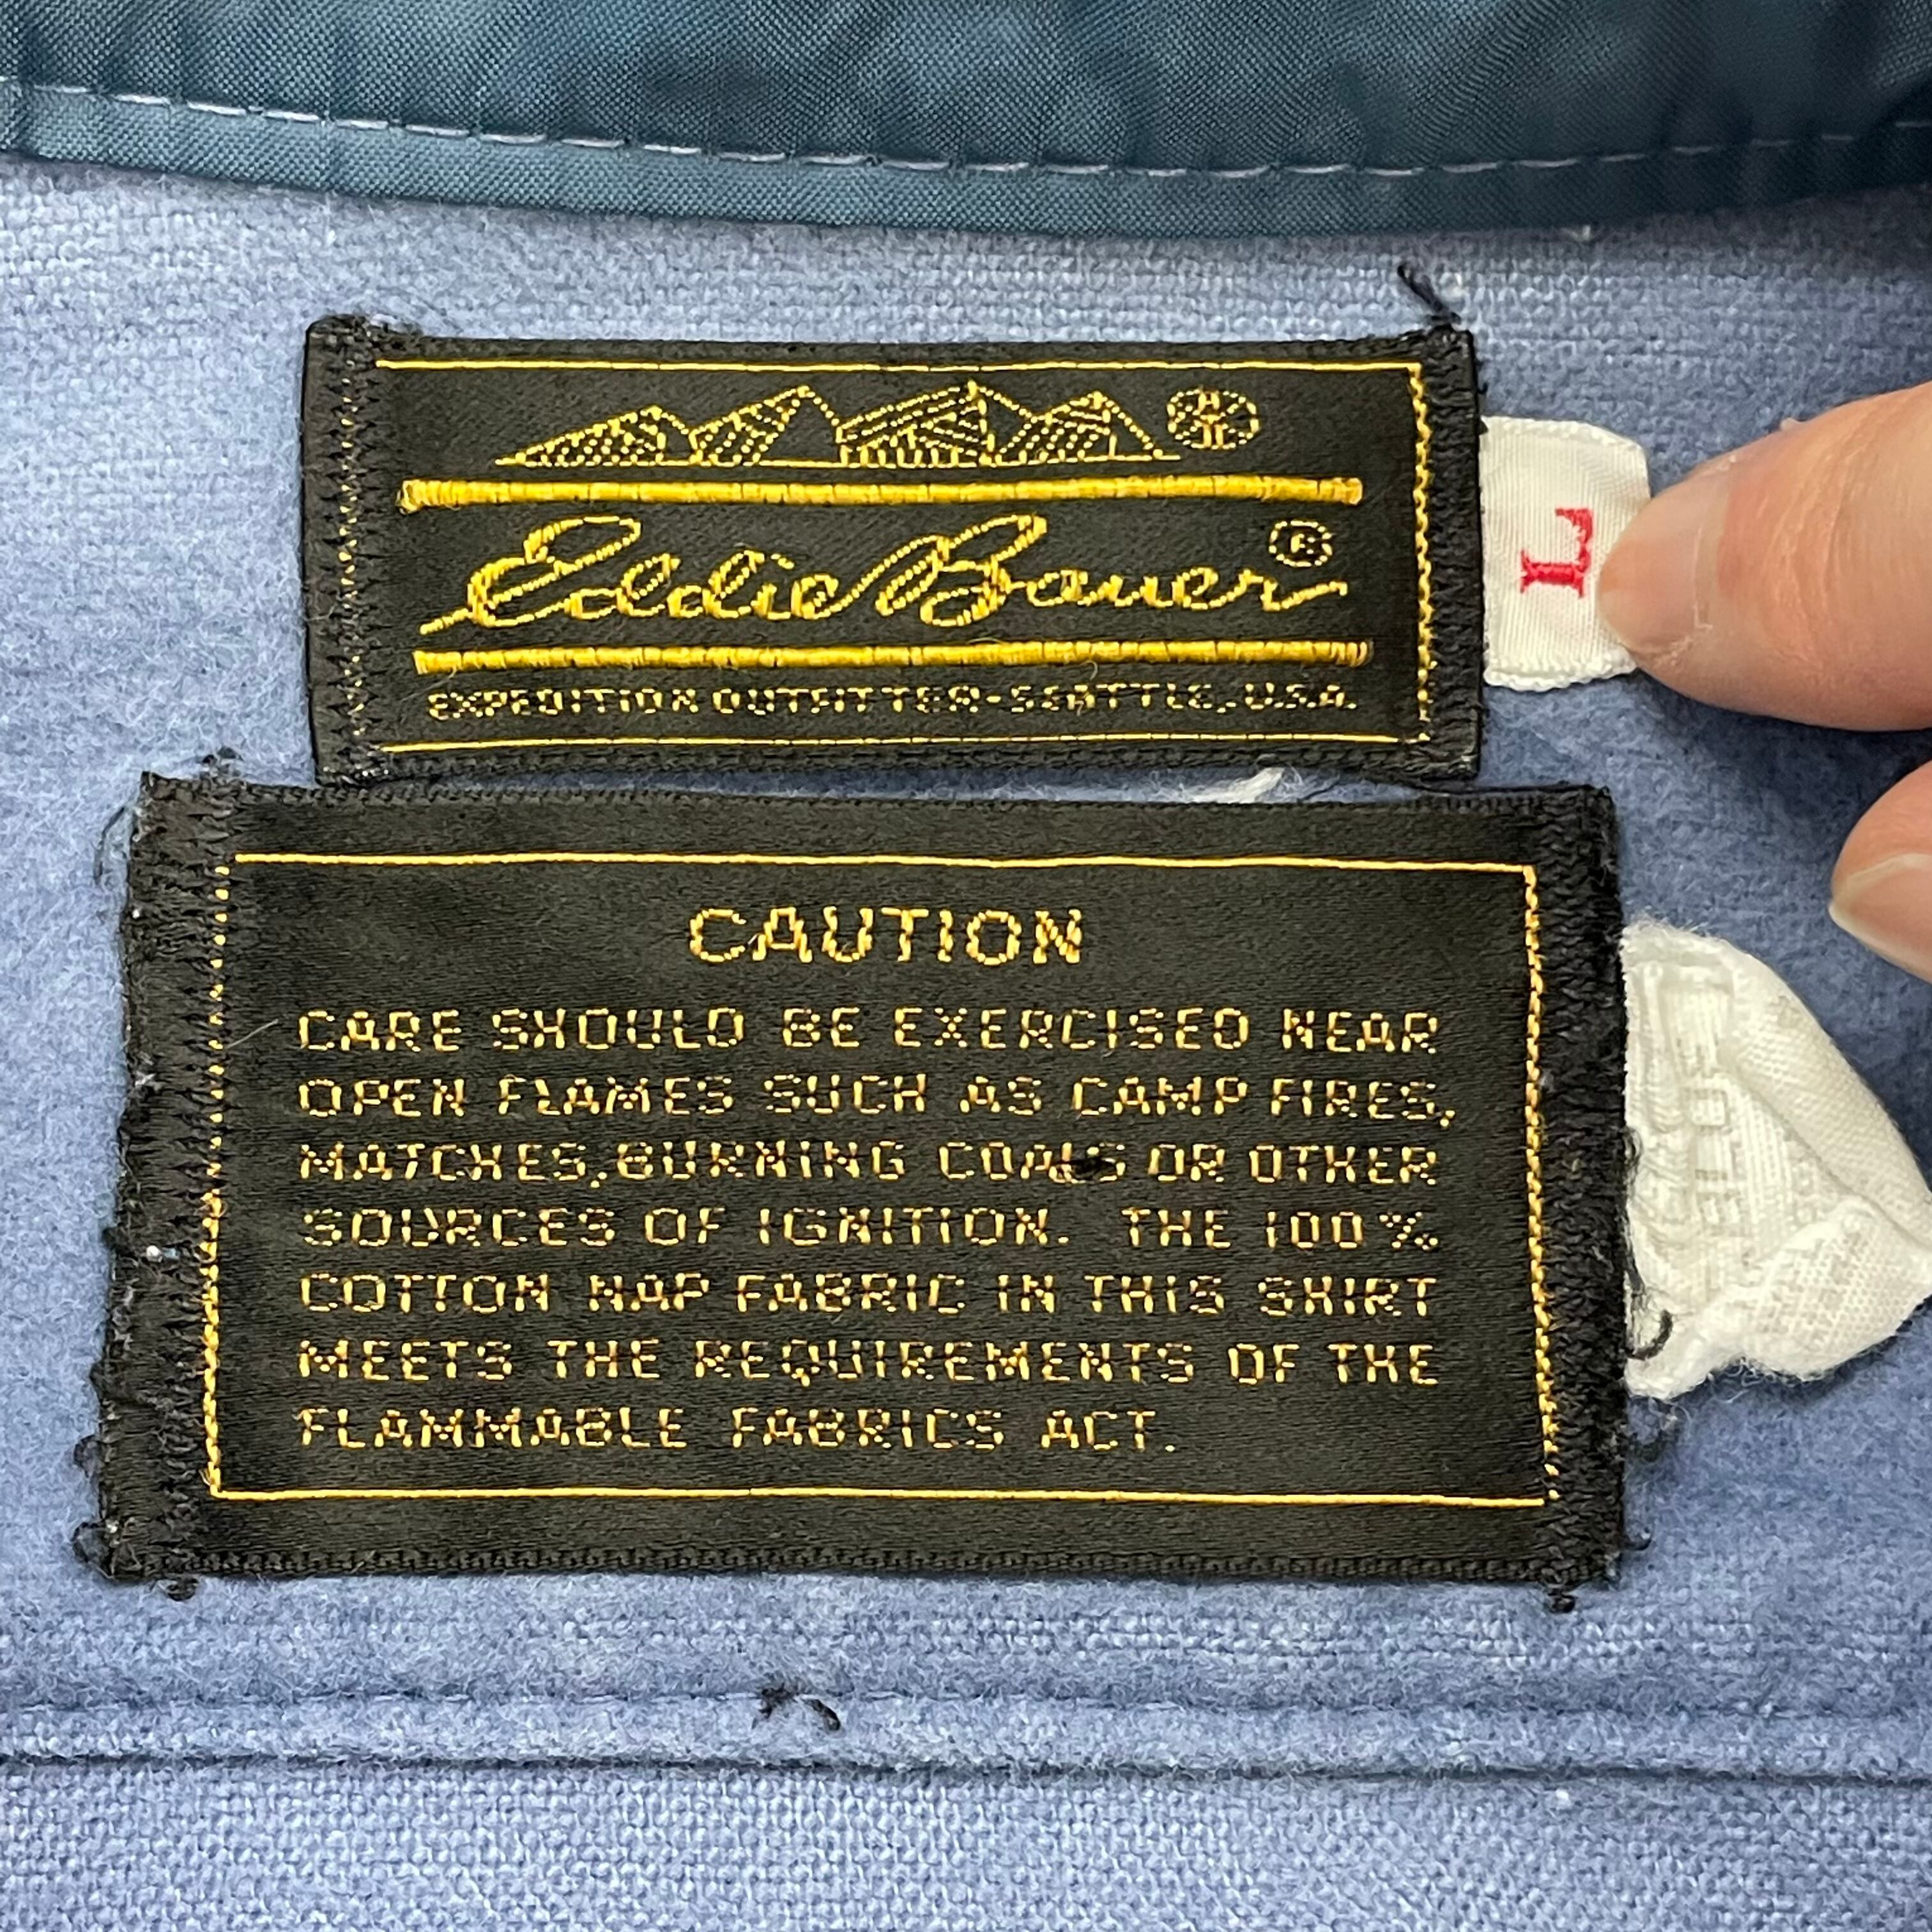 Eddie Bauer ®
EXPEDITION OUTFITTER-SEATTLE, U.S.A.
L
CAUTION
CARE SHOULD BE EXERCISED NEAR
OPEN FLAMES SUCH AS CAMP FIRES,
MATCHES, BURNING COALS OR OTHER
SOURCES OF IGNITION. THE 100%
COTTON NAP FABRIC IN THIS SHIRT
MEETS THE REQUIREMENTS OF THE
FLAMMABLE FABRICS ACT.